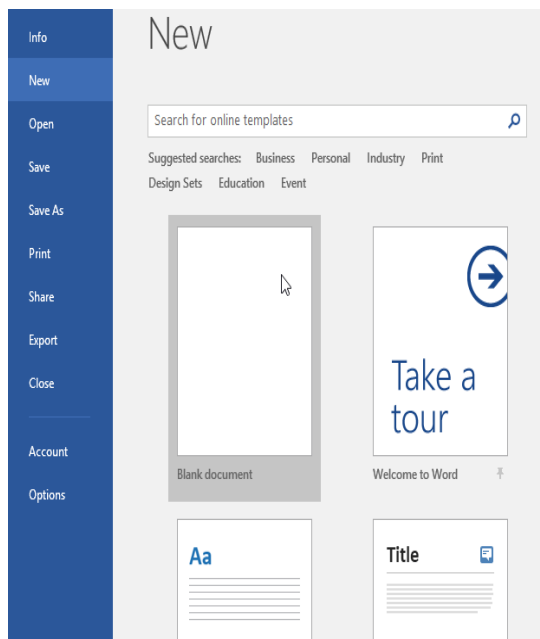 Info
New
Open
Save
Save As
Print
Share
Export
Close
Account
Options
New
Search for online templates
Suggested searches: Business Personal Industry Print
Design Sets Education Event
Take a
tour
Blank document
Welcome to Word
Aa
Title